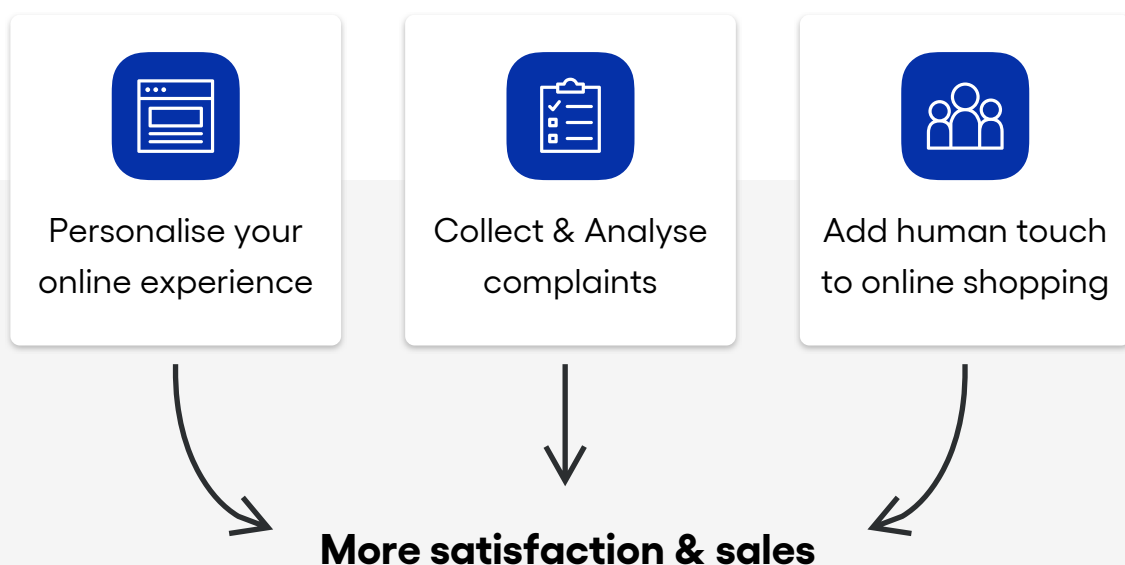 Personalise your
online experience
Collect & Analyse
complaints
Add human touch
to online shopping
More satisfaction & sales